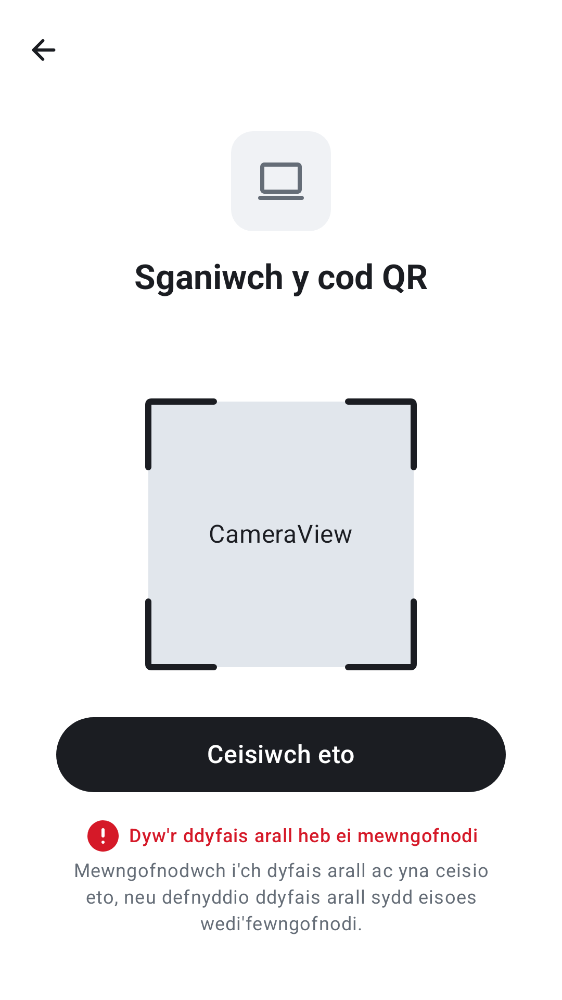 Sganiwch y cod QR
CameraView
Ceisiwch eto
Dyw'r ddyfais arall heb ei mewngofnodi
Mewngofnodwch i'ch dyfais arall ac yna ceisio
eto, neu defnyddio ddyfais arall sydd eisoes
wedi'fewngofnodi.